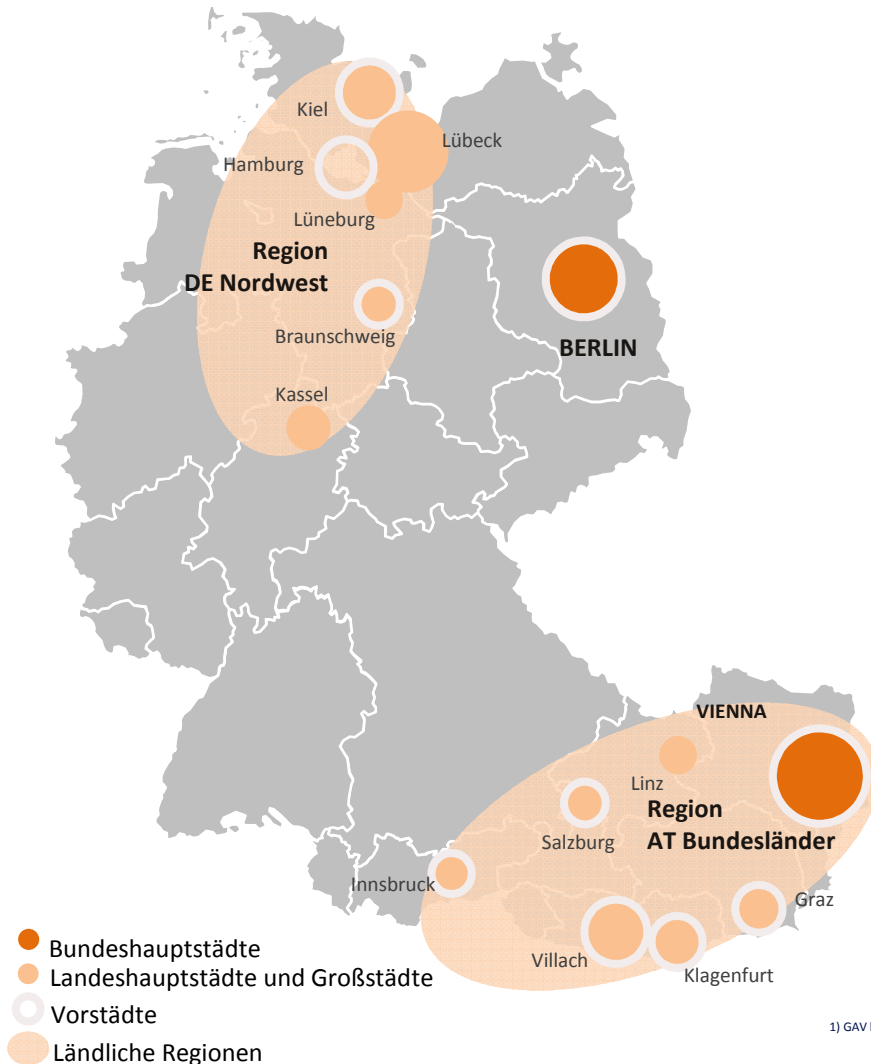 Kiel
Lübeck
Hamburg
Lüneburg
Region
DE Nordwest
Braunschweig
BERLIN
Kassel
VIENNA
Linz
Region
AT Bundesländer
Salzburg
Innsbruck
Graz
Villach
Klagenfurt
Bundeshauptstädte
Landeshauptstädte und Großstädte
Vorstädte
Ländliche Regionen
1) GAV